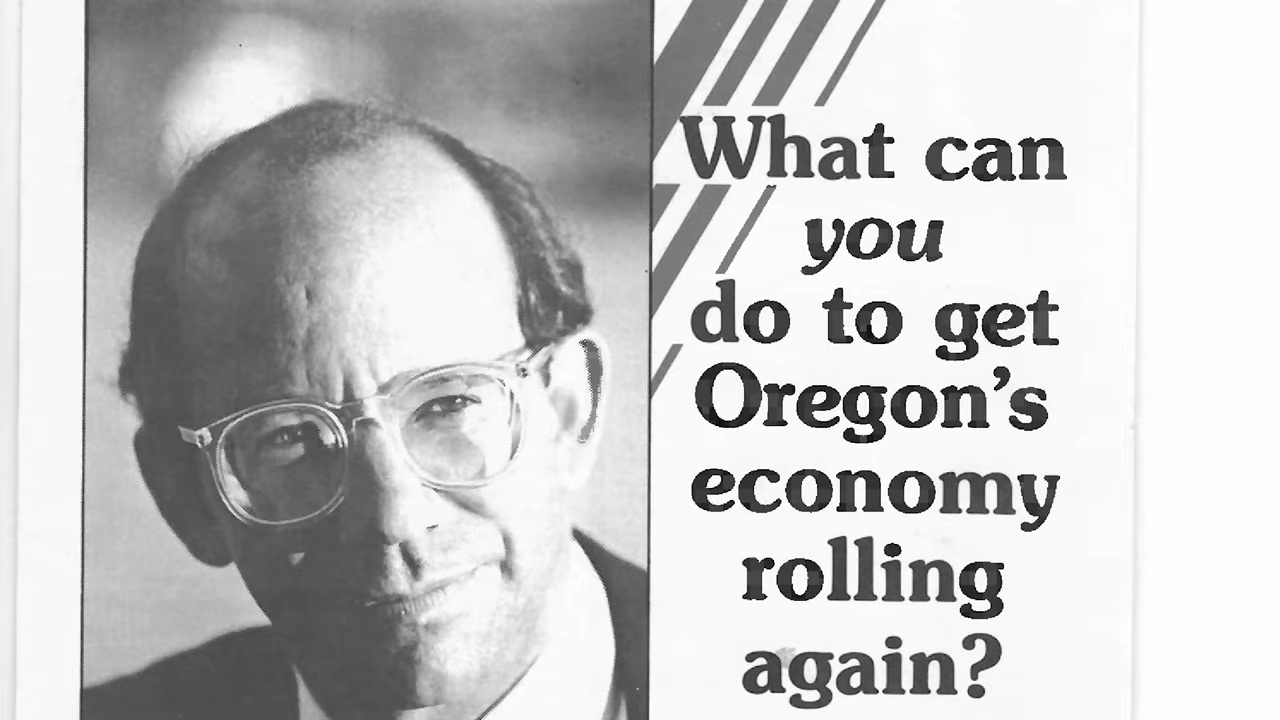 What can
you
do to get
Oregon's
economy
rolling
again?